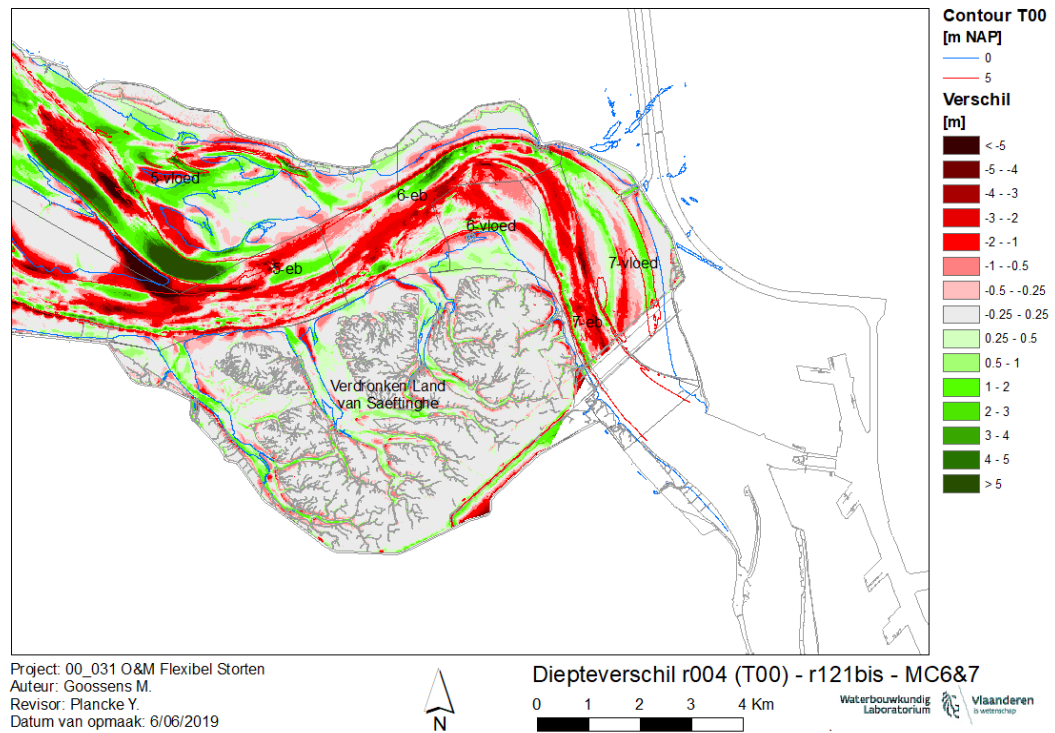 Contour T00
[m NAP]
0
5
Verschil
[m]
< -5
-5 - -4
-4 - -3
-3 - -2
-2 - -1
-1 - -0.5
-0.5 - -0.25
-0.25 - 0.25
0.25 - 0.5
0.5 - 1
1 - 2
2 - 3
3 - 4
4 - 5
> 5
5-vloed
6-eb
6-vloed
5-eb
7-vloed
7-eb
Verdronken Land
van Saeftinghe
Project: 00_031 O&M Flexibel Storten
Auteur: Goossens M.
Revisor: Plancke Y.
Datum van opmaak: 6/06/2019
N
Diepteverschil r004 (T00) - r121bis - MC6&7
0 1 2 3 4 Km
Waterbouwkundig
Laboratorium
Vlaanderen
is wetenschap